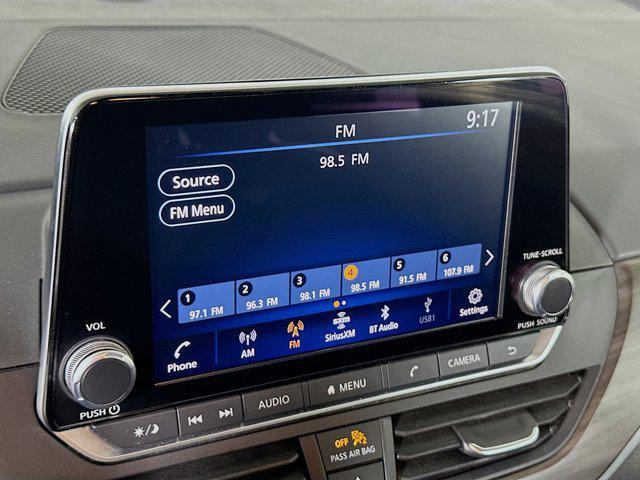 FM
9:17
98.5 FM
Source
FM Menu
1 2 3 4 5 6
97.1 FM 96.3 FM 98.1 FM 98.5 FM 91.5 FM 107.9 FM
Phone AM FM sxm SiriusXM BT Audio USB1 Settings
VOL
TUNE·SCROLL
PUSH
PUSH SOUND
AUDIO MENU CAMERA
OFF
PASS AIR BAG